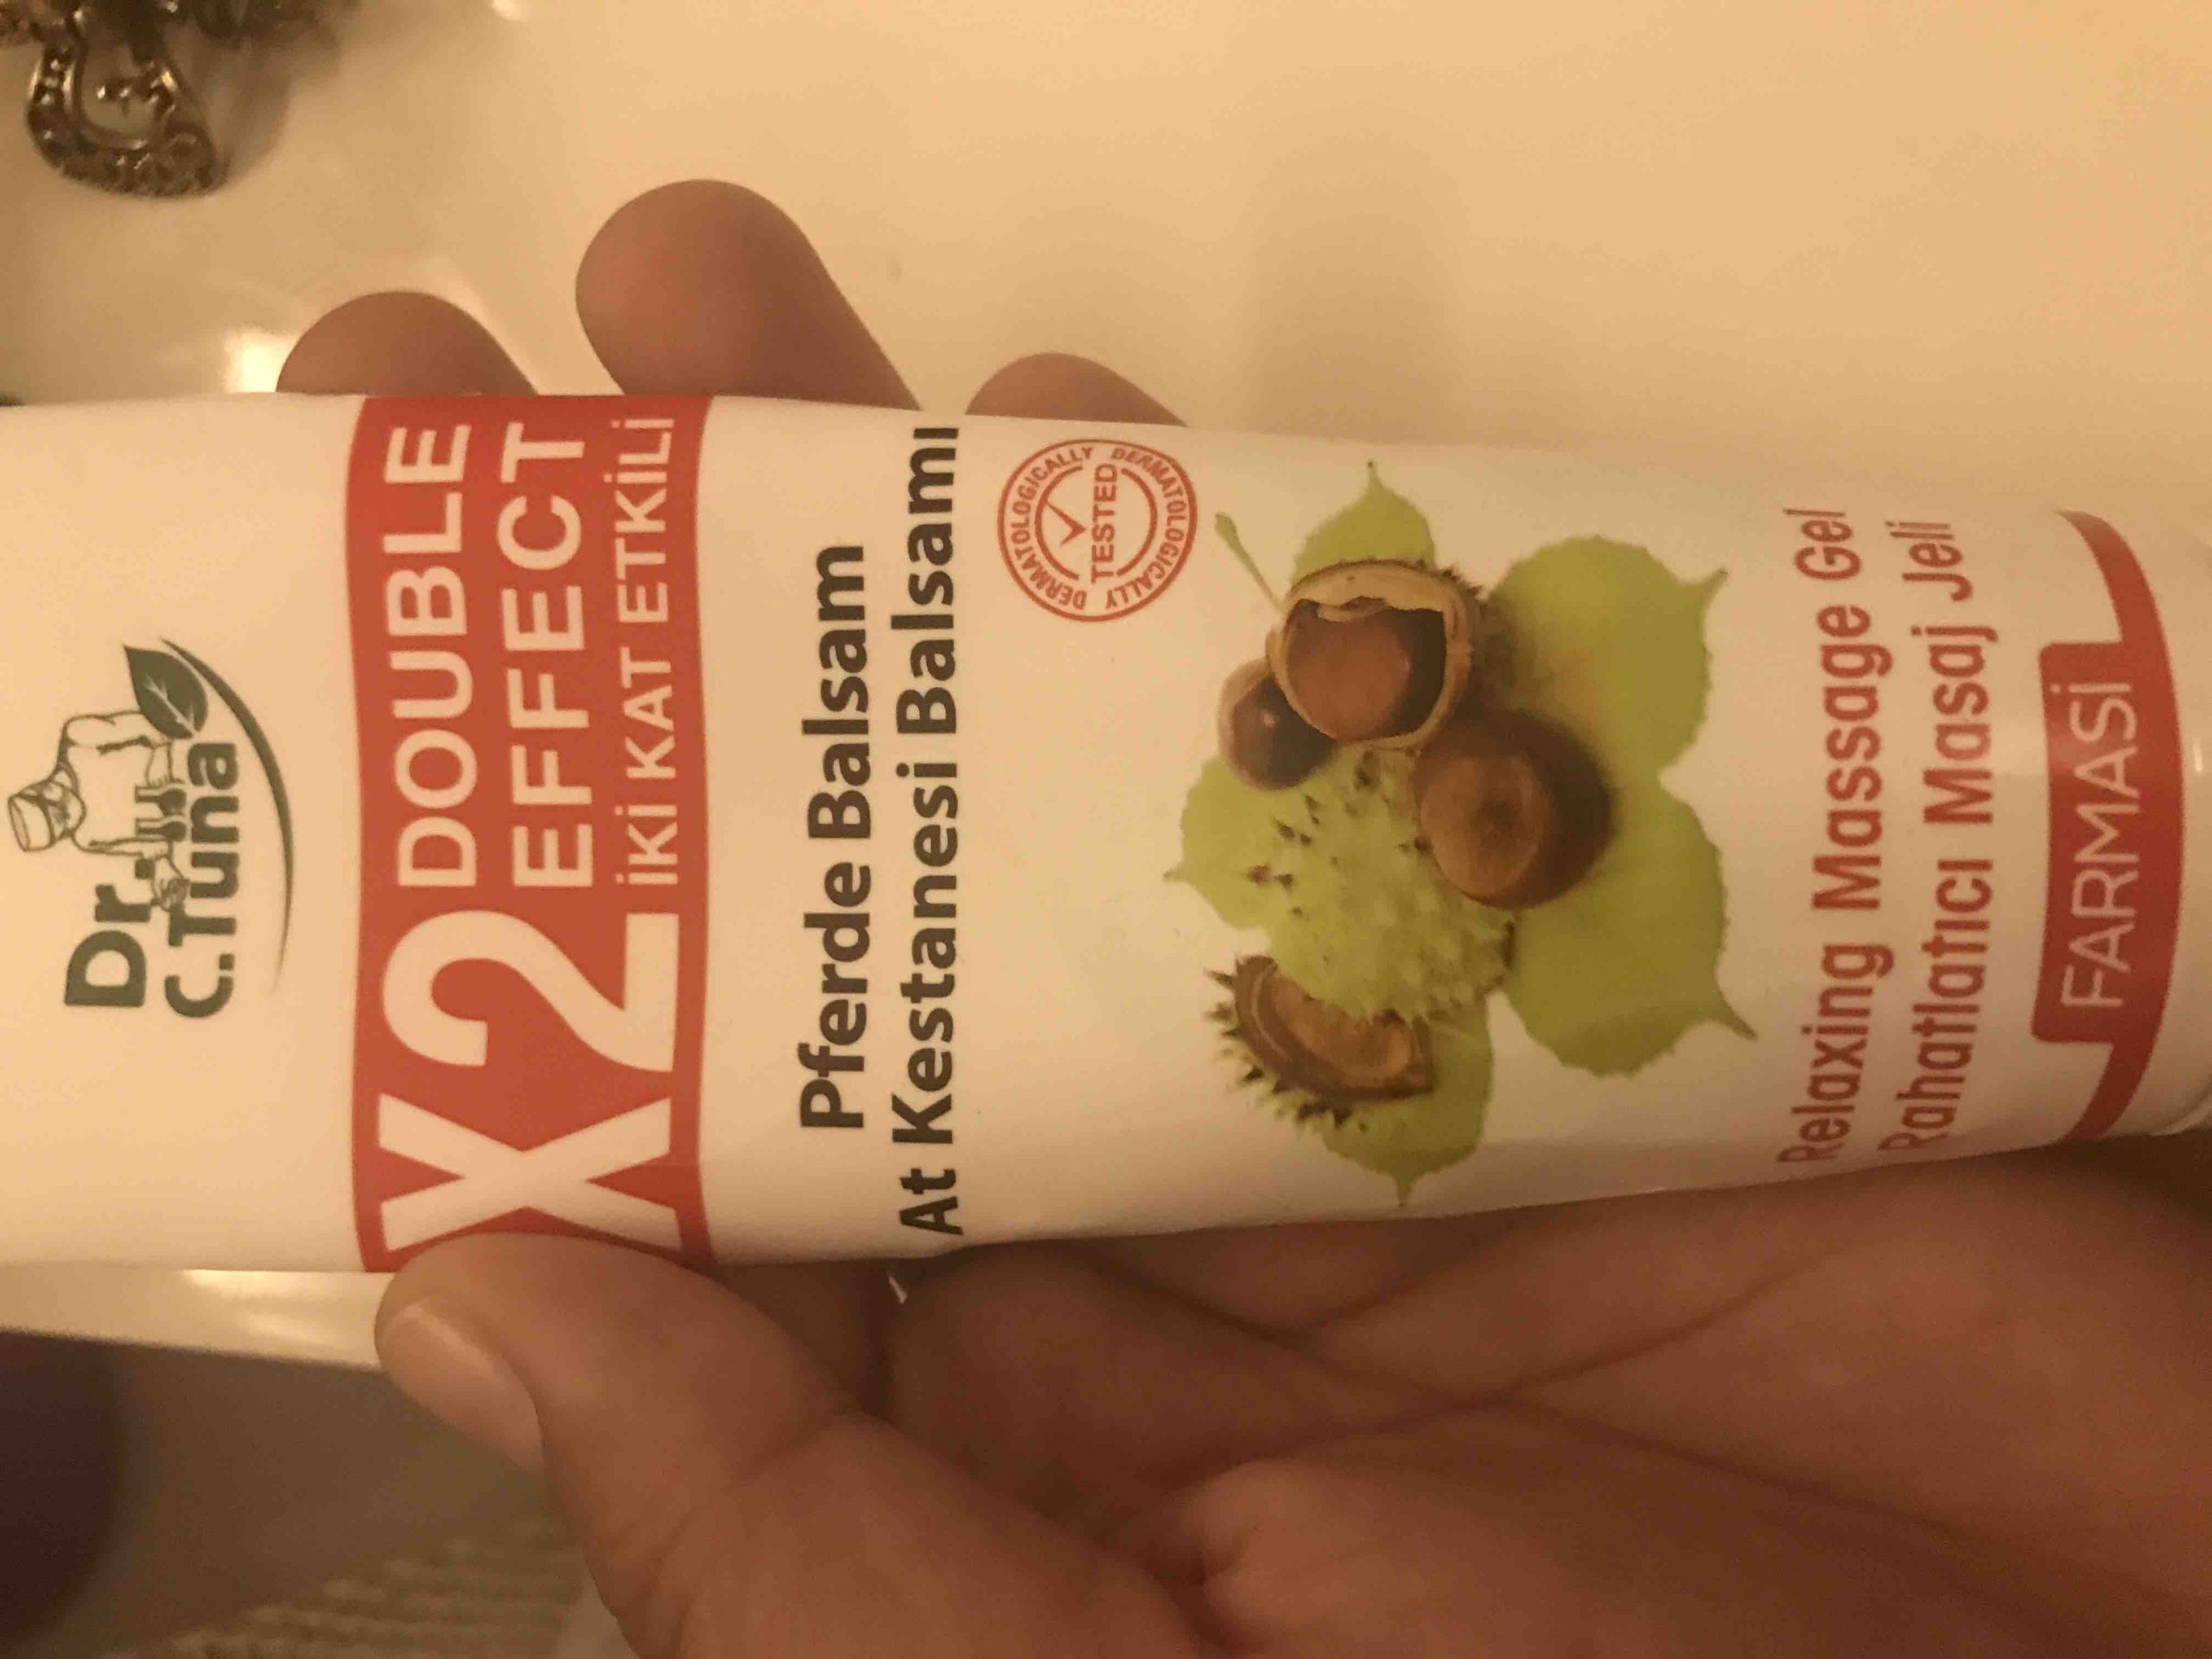 Dr.
C.Tuna
X2 DOUBLE
EFFECT
İKİ KAT ETKİLİ
Pferde Balsam
At Kestanesi Balsamı
DERMATOLOGICALLY
TESTED
DERMATOLOGICALLY
Relaxing Massage Gel
Rahatlatıcı Masaj Jeli
FARMASİ